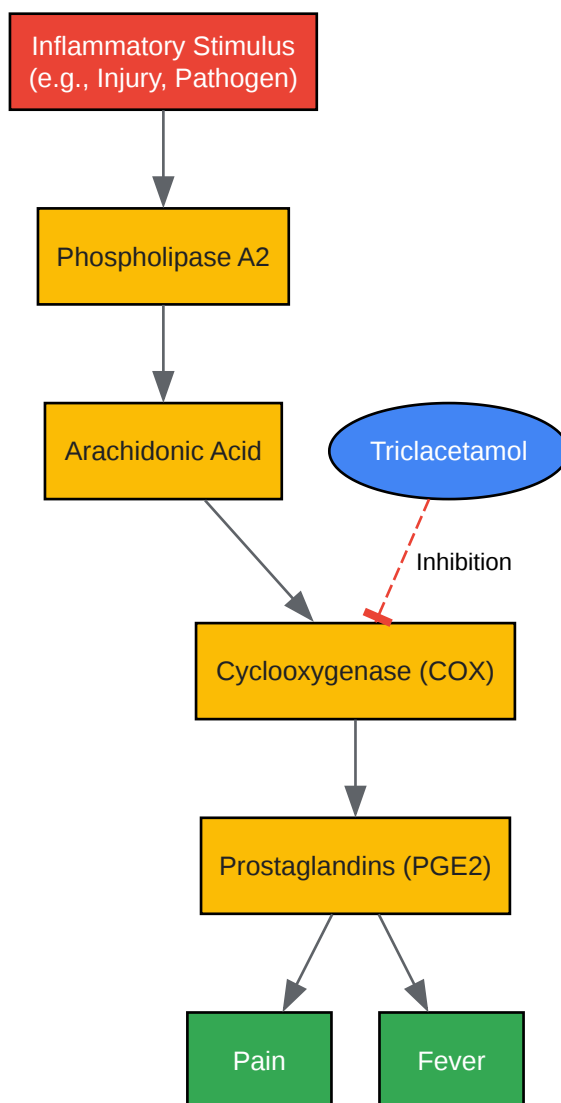 Inflammatory Stimulus
(e.g., Injury, Pathogen)
Phospholipase A2
Arachidonic Acid
Triclacetamol
Inhibition
Cyclooxygenase (COX)
Prostaglandins (PGE2)
Pain
Fever